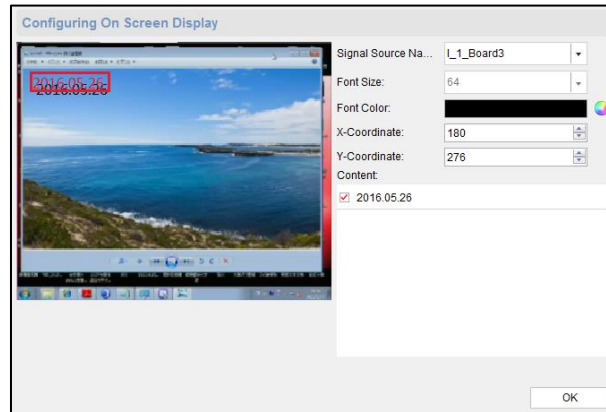 Configuring On Screen Display
2016.05.26
2016.05.26
Signal Source Na...
I_1_Board3
Font Size:
64
Font Color:
X-Coordinate:
180
Y-Coordinate:
276
Content:
2016.05.26
OK